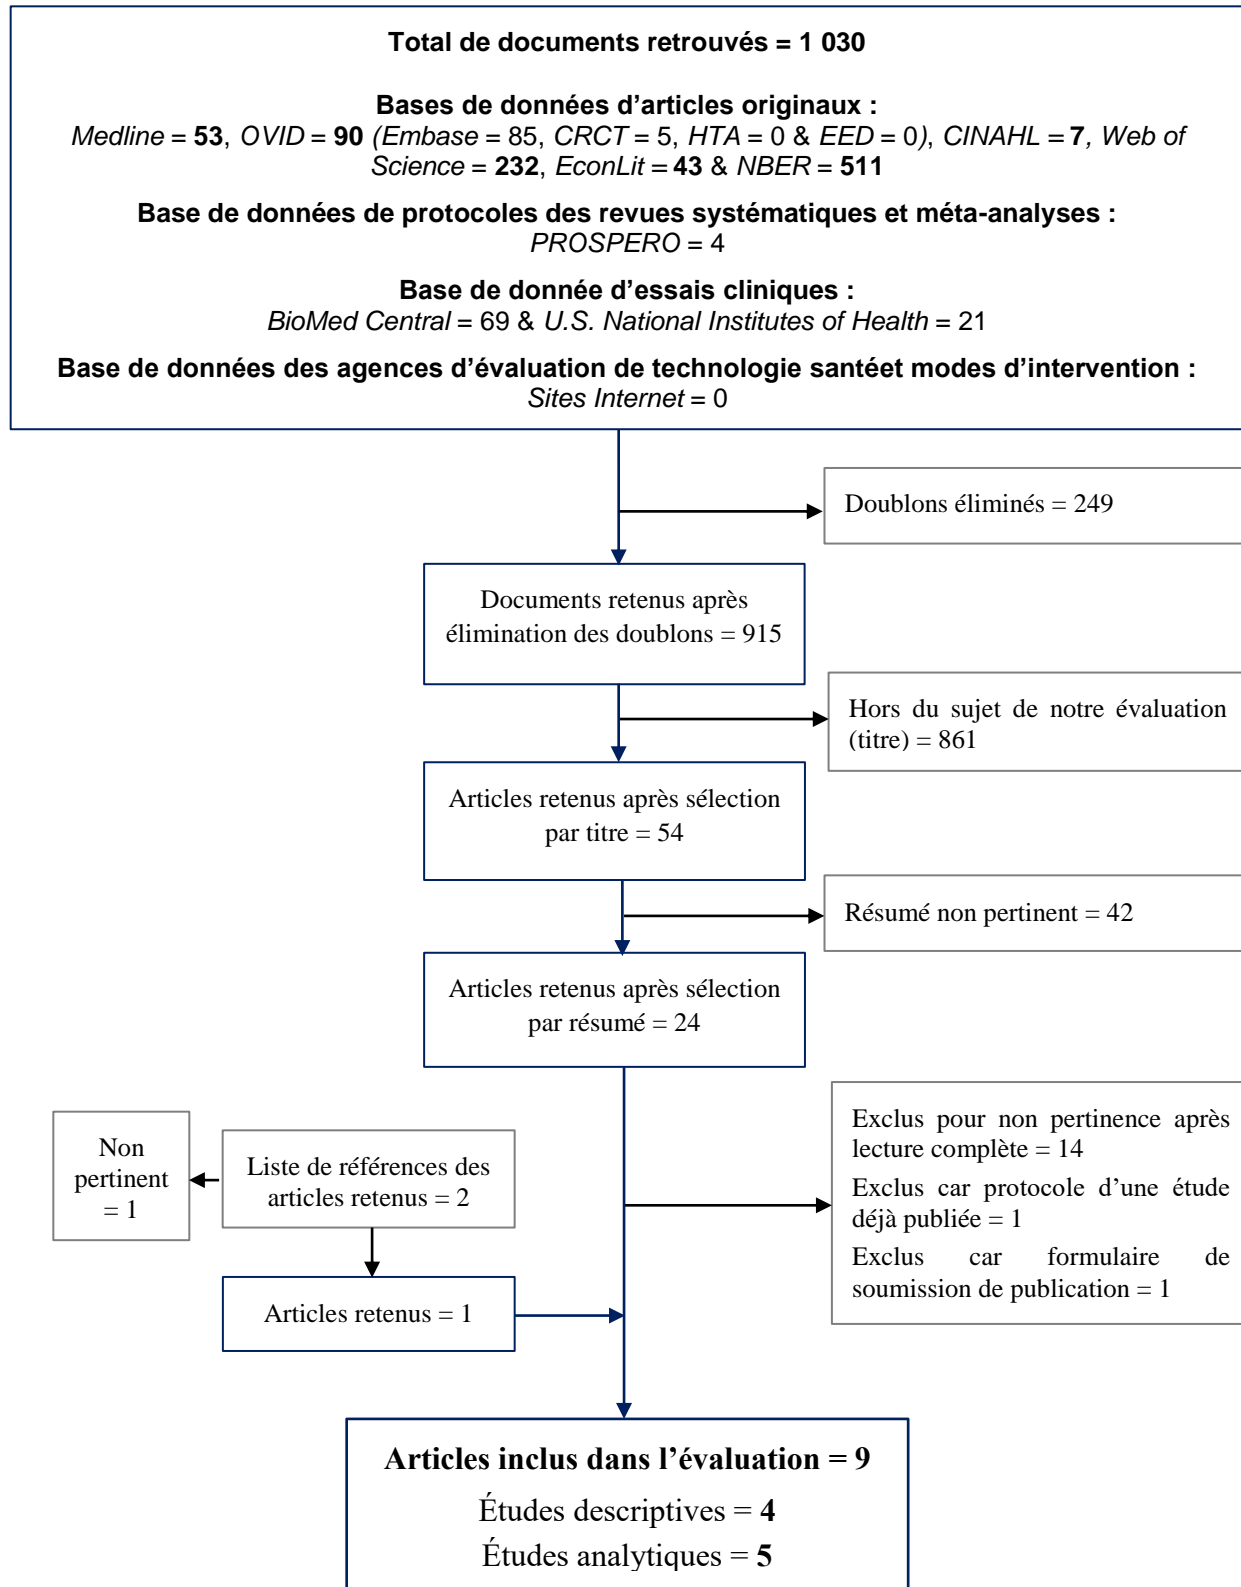 Total de documents retrouvés = 1 030
Bases de données d'articles originaux :
Medline = 53, OVID = 90 (Embase = 85, CRCT = 5, HTA = 0 & EED = 0), CINAHL = 7, Web of
Science = 232, EconLit = 43 & NBER = 511
Base de données de protocoles des revues systématiques et méta-analyses :
PROSPERO = 4
Base de donnée d'essais cliniques :
BioMed Central = 69 & U.S. National Institutes of Health = 21
Base de données des agences d'évaluation de technologie santéet modes d'intervention :
Sites Internet = 0
Doublons éliminés = 249
Documents retenus après
élimination des doublons = 915
Hors du sujet de notre évaluation
(titre) = 861
Articles retenus après sélection
par titre = 54
Résumé non pertinent = 42
Articles retenus après sélection
par résumé = 24
Exclus pour non pertinence après
lecture complète = 14
Exclus car protocole d'une étude
déjà publiée = 1
Exclus car formulaire de
soumission de publication = 1
Non
pertinent
= 1
Liste de références des
articles retenus = 2
Articles retenus = 1
Articles inclus dans l'évaluation = 9
Études descriptives = 4
Études analytiques = 5